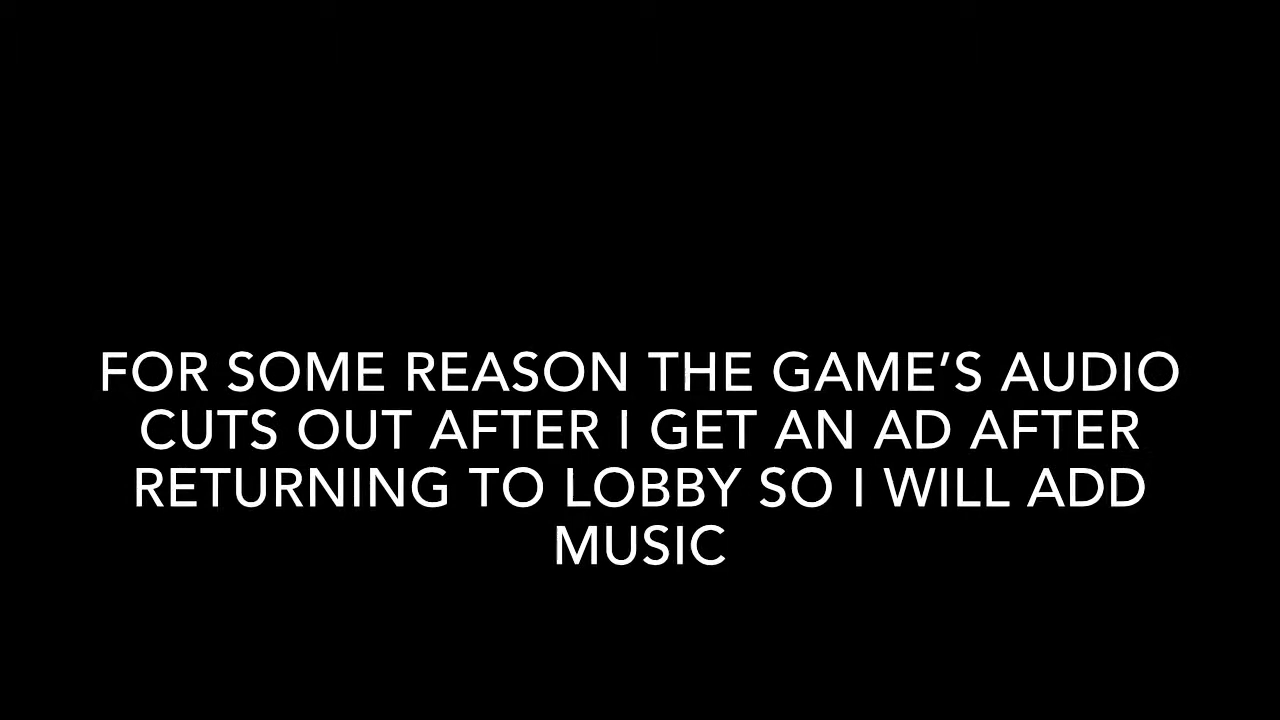 FOR SOME REASON THE GAME’S AUDIO
CUTS OUT AFTER I GET AN AD AFTER
RETURNING TO LOBBY SO I WILL ADD
MUSIC